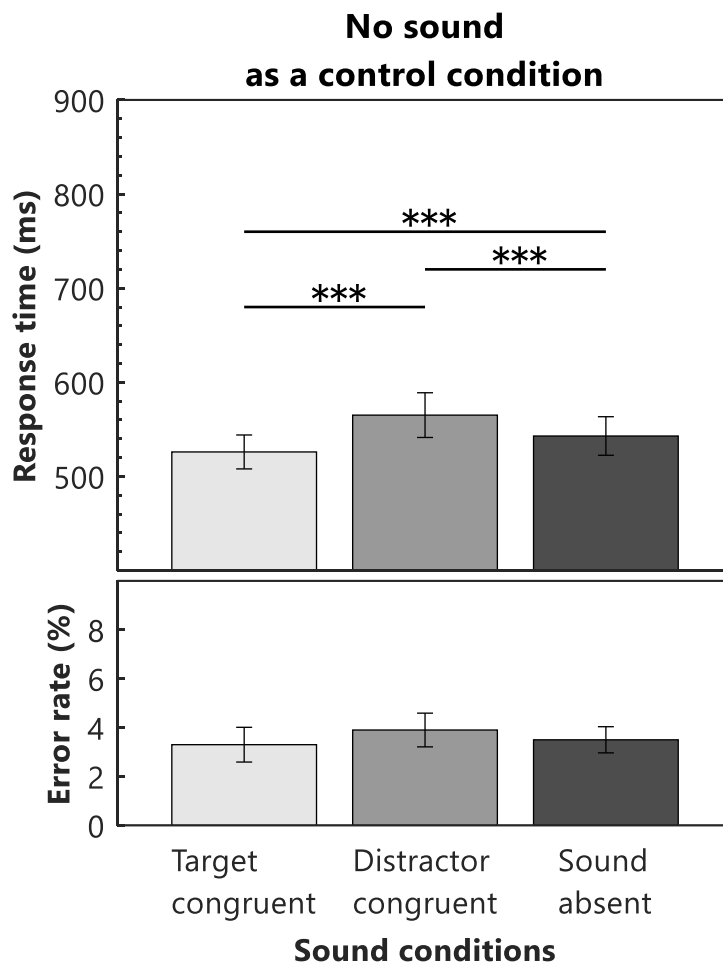 No sound
as a control condition
Response time (ms)
900
800
700
600
500
***
***
***
Error rate (%)
8
6
4
2
0
Target
congruent
Distractor
congruent
Sound
absent
Sound conditions